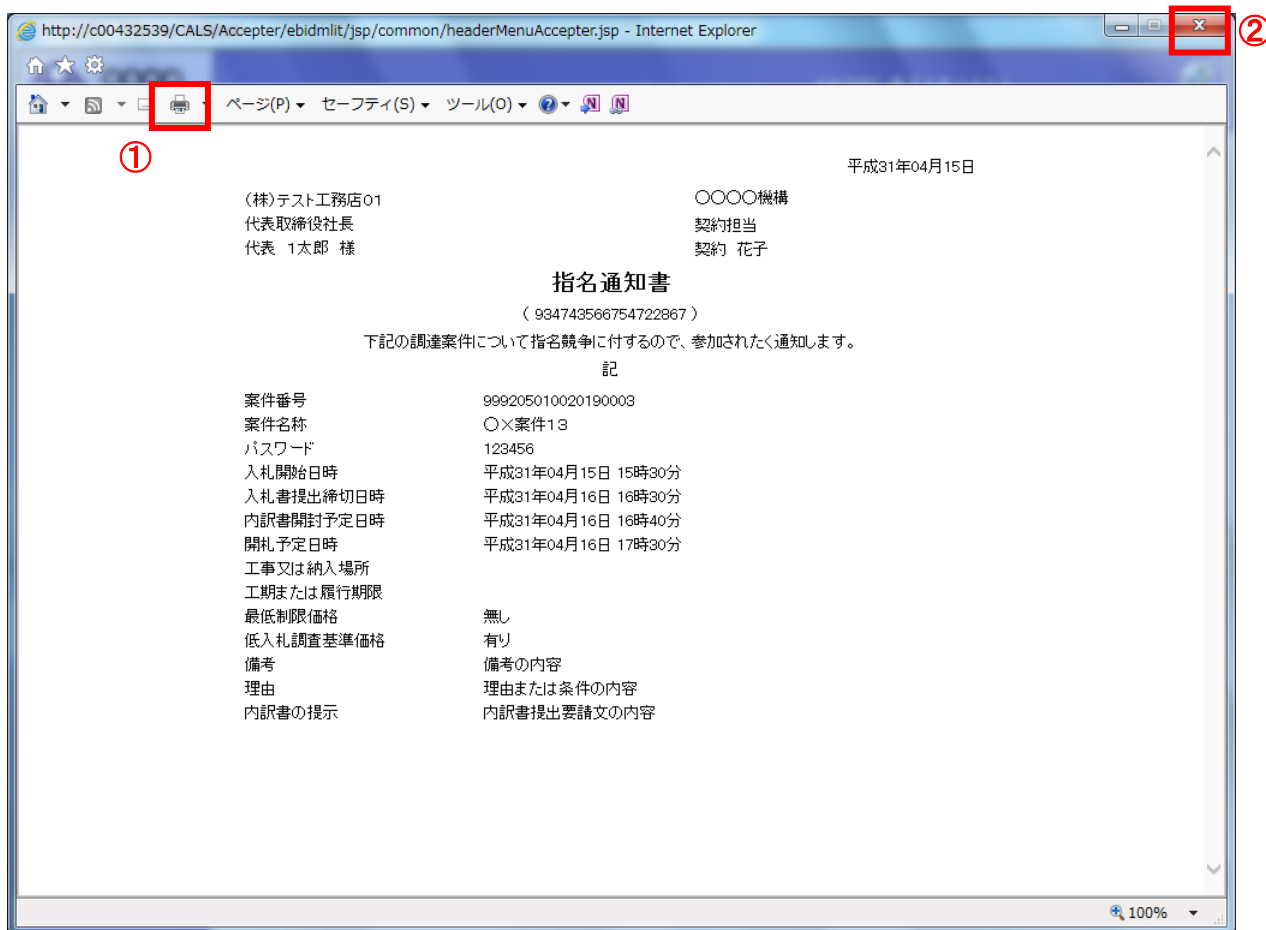 http://c00432539/CALS/Accepter/ebidmlit/jsp/common/headerMenuAccepter.jsp - Internet Explorer
②
ページ(P) セーフティ(S) ツール(O)
①
平成31年04月15日
(株)テスト工務店01 〇〇〇〇機構
代表取締役社長 契約担当
代表 1太郎 様 契約 花子
指名通知書
( 934743566754722867 )
下記の調達案件について指名競争に付するので、参加されたく通知します。
記
案件番号 999205010020190003
案件名称 〇×案件13
パスワード 123456
入札開始日時 平成31年04月15日 15時30分
入札書提出締切日時 平成31年04月16日 16時30分
内訳書開封予定日時 平成31年04月16日 16時40分
開札予定日時 平成31年04月16日 17時30分
工事又は納入場所
工期または履行期限
最低制限価格 無し
低入札調査基準価格 有り
備考 備考の内容
理由 理由または条件の内容
内訳書の提示 内訳書提出要請文の内容
100%